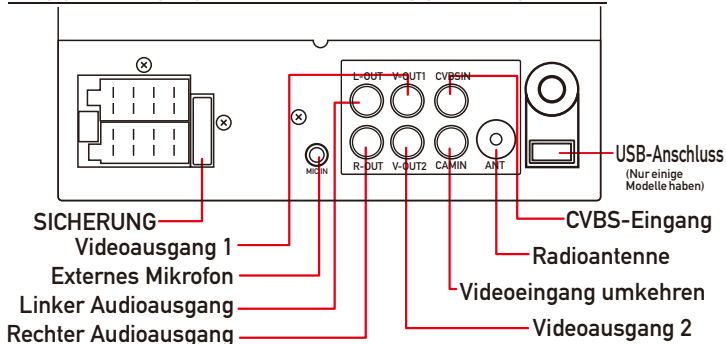 L-OUT V-OUT1 CVBSIN
MIC IN
R-OUT V-OUT2 CAMIN ANT
USB-Anschluss
(Nur einige
Modelle haben)
SICHERUNG
CVBS-Eingang
Videoausgang 1
Radioantenne
Externes Mikrofon
Videoeingang umkehren
Linker Audioausgang
Videoausgang 2
Rechter Audioausgang